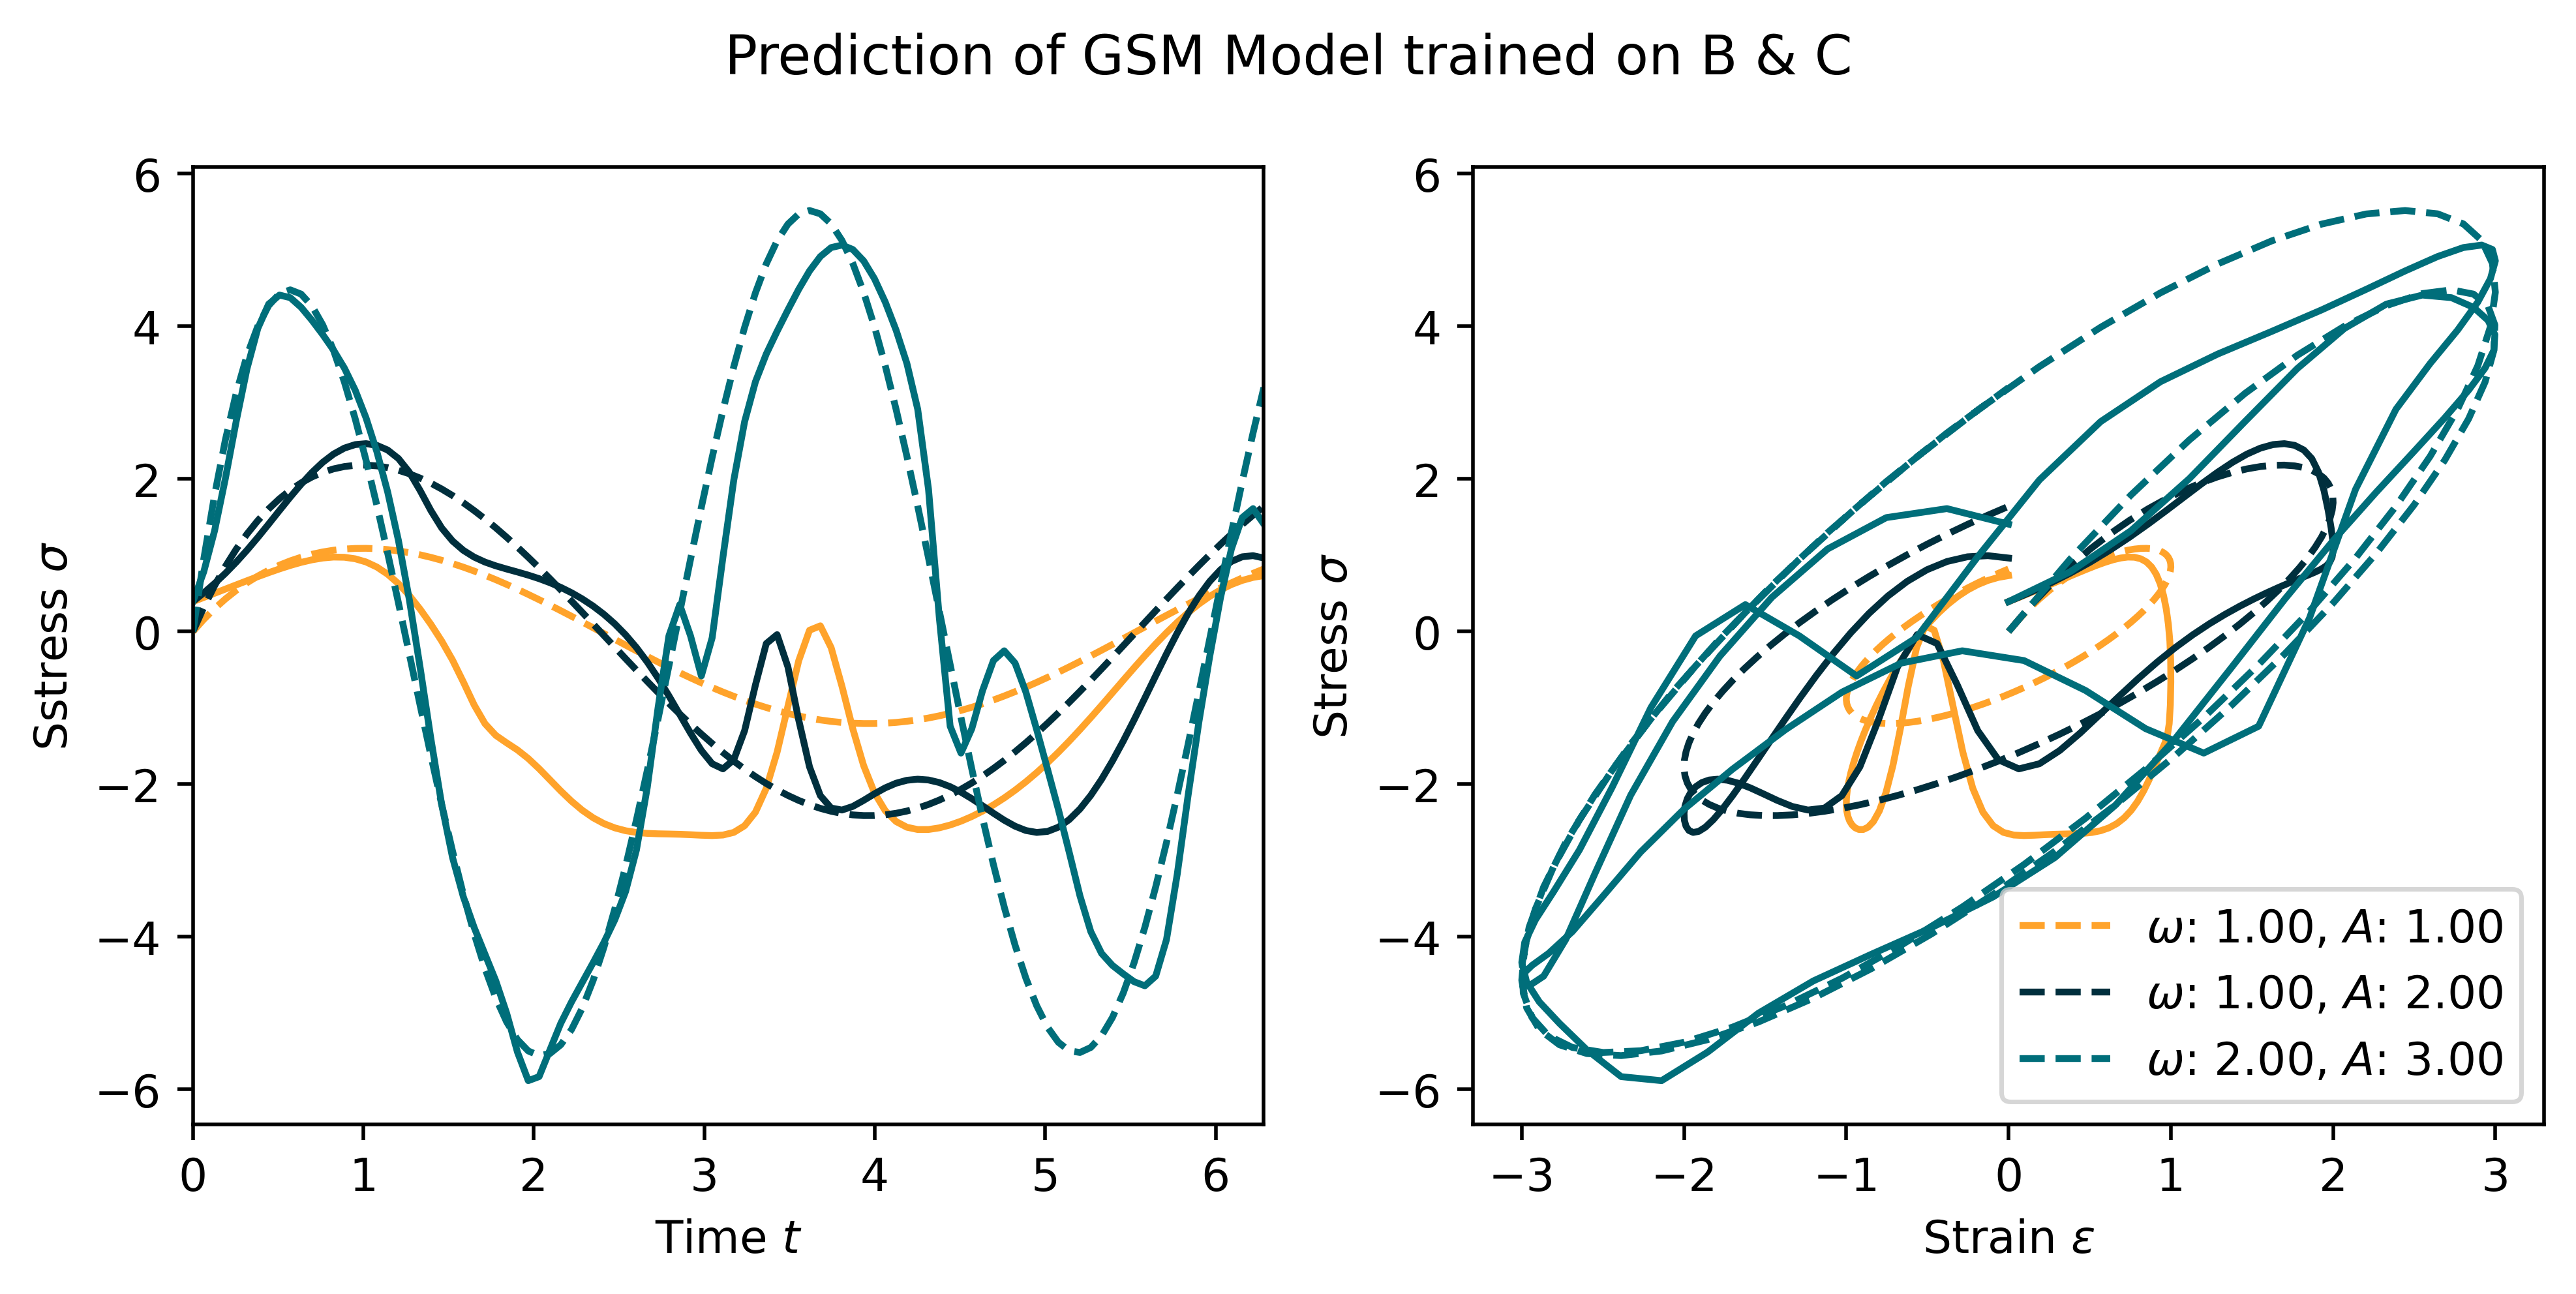 Prediction of GSM Model trained on B & C
6
4
2
0
−2
−4
−6
Sstress σ
0 1 2 3 4 5 6
Time t
6
4
2
0
−2
−4
−6
Stress σ
−3 −2 −1 0 1 2 3
Strain ε
ω: 1.00, A: 1.00
ω: 1.00, A: 2.00
ω: 2.00, A: 3.00